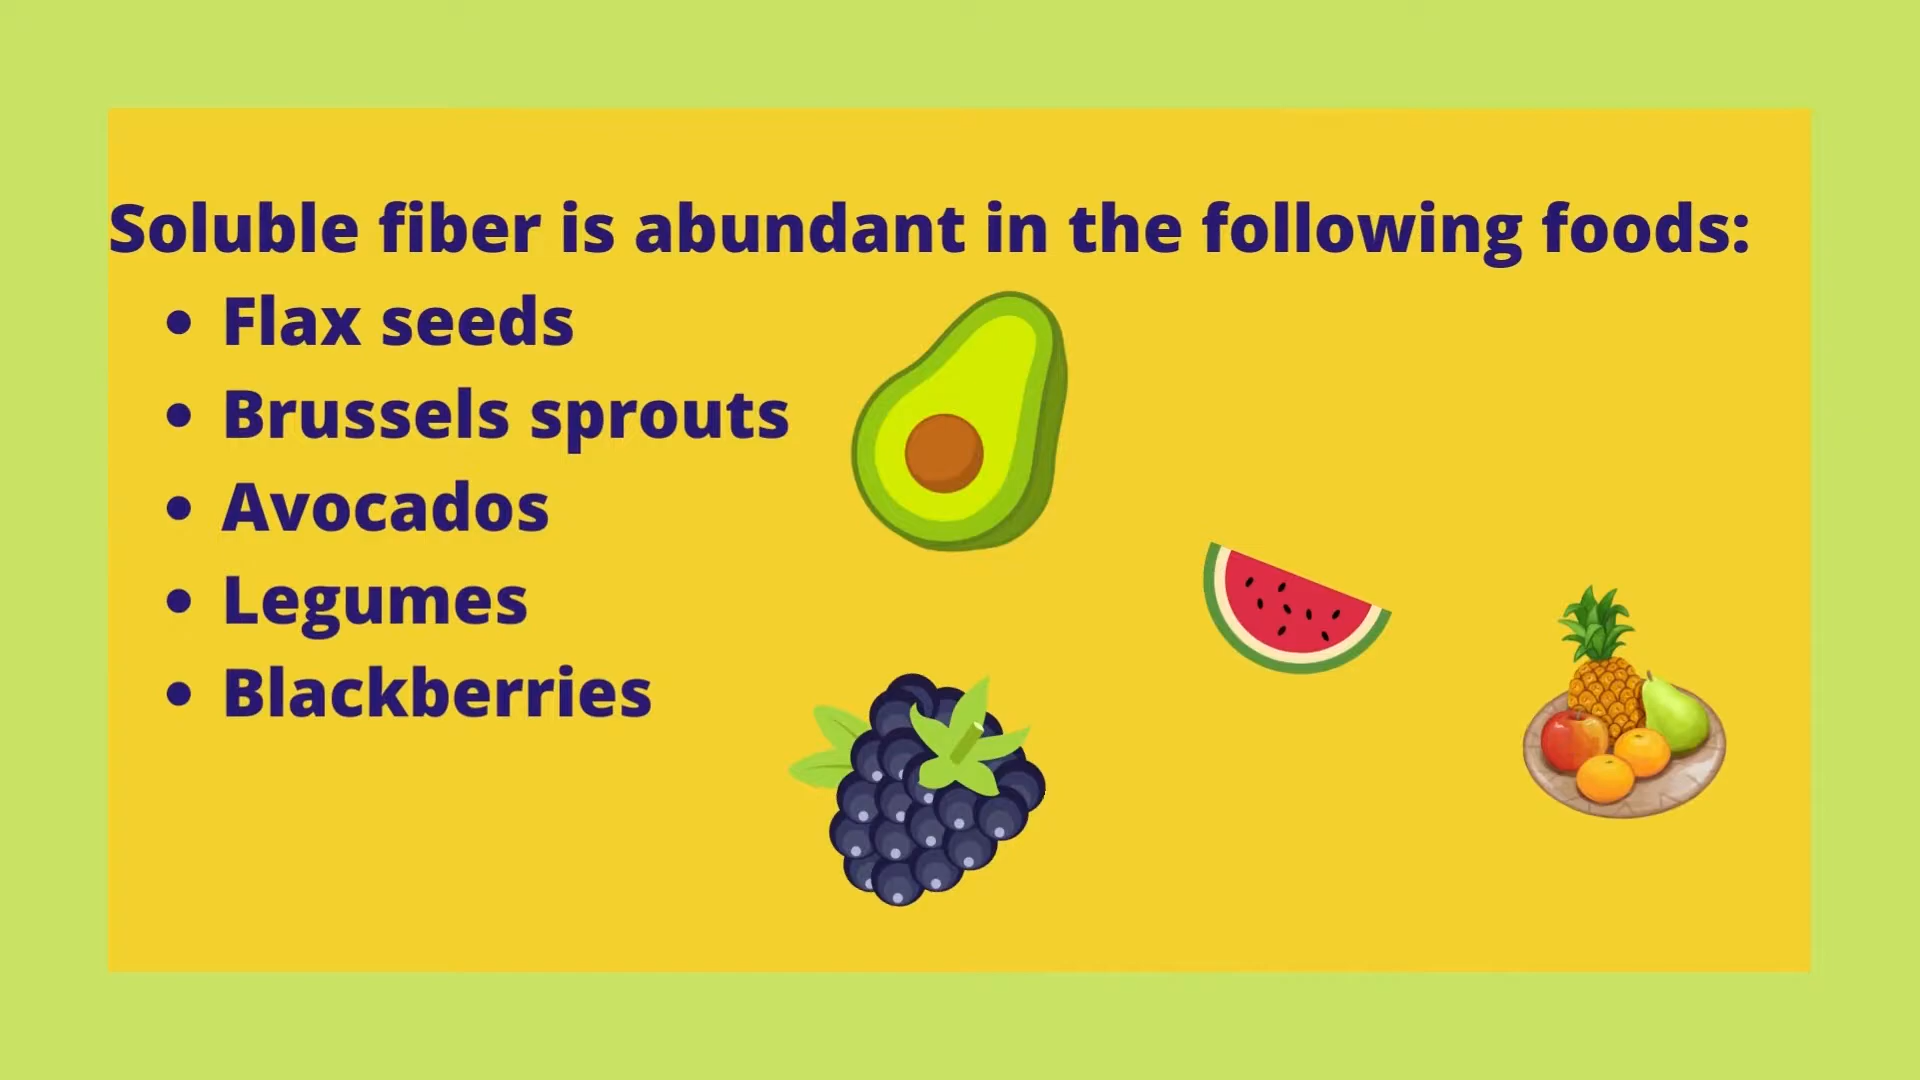 Soluble fiber is abundant in the following foods:
• Flax seeds
• Brussels sprouts
• Avocados
• Legumes
• Blackberries